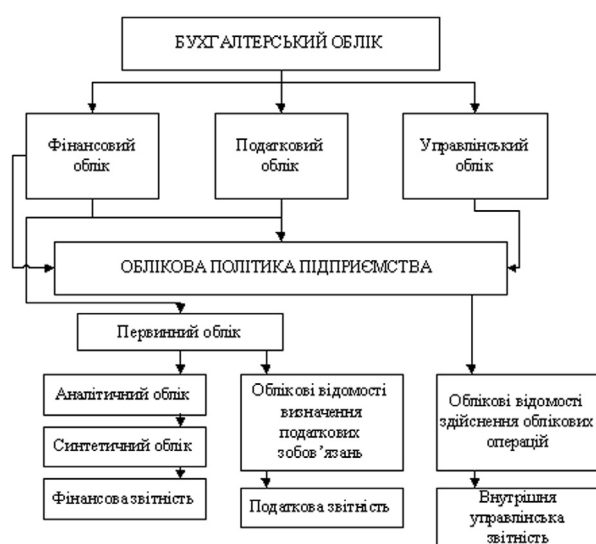 БУХГАЛТЕРСЬКИЙ ОБЛІК
Фінансовий
облік
Податковий
облік
Управлінський
облік
ОБЛІКОВА ПОЛІТИКА ПІДПРИЄМСТВА
Первинний облік
Аналітичний облік
Синтетичний облік
Фінансова звітність
Облікові відомості
визначення
податкових
зобов’язань
Податкова звітність
Облікові відомості
здійснення облікових
операцій
Внутрішня
управлінська
звітність